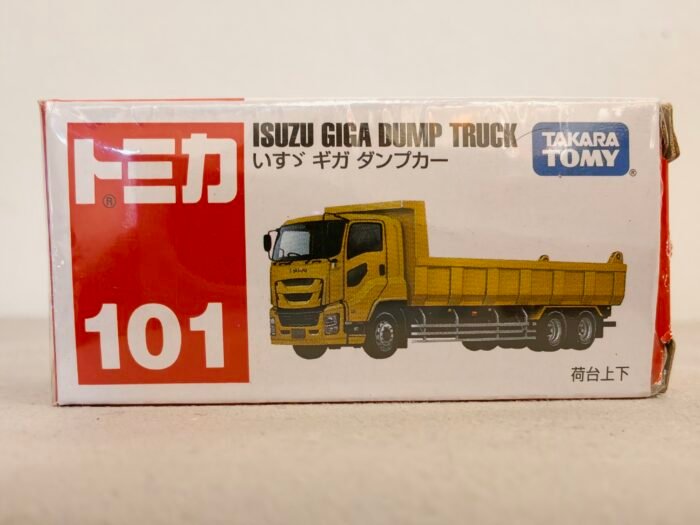 トミカ
®
101
ISUZU GIGA DUMP TRUCK
いすゞ ギガ ダンプカー
TAKARA
TOMY
®
荷台上下